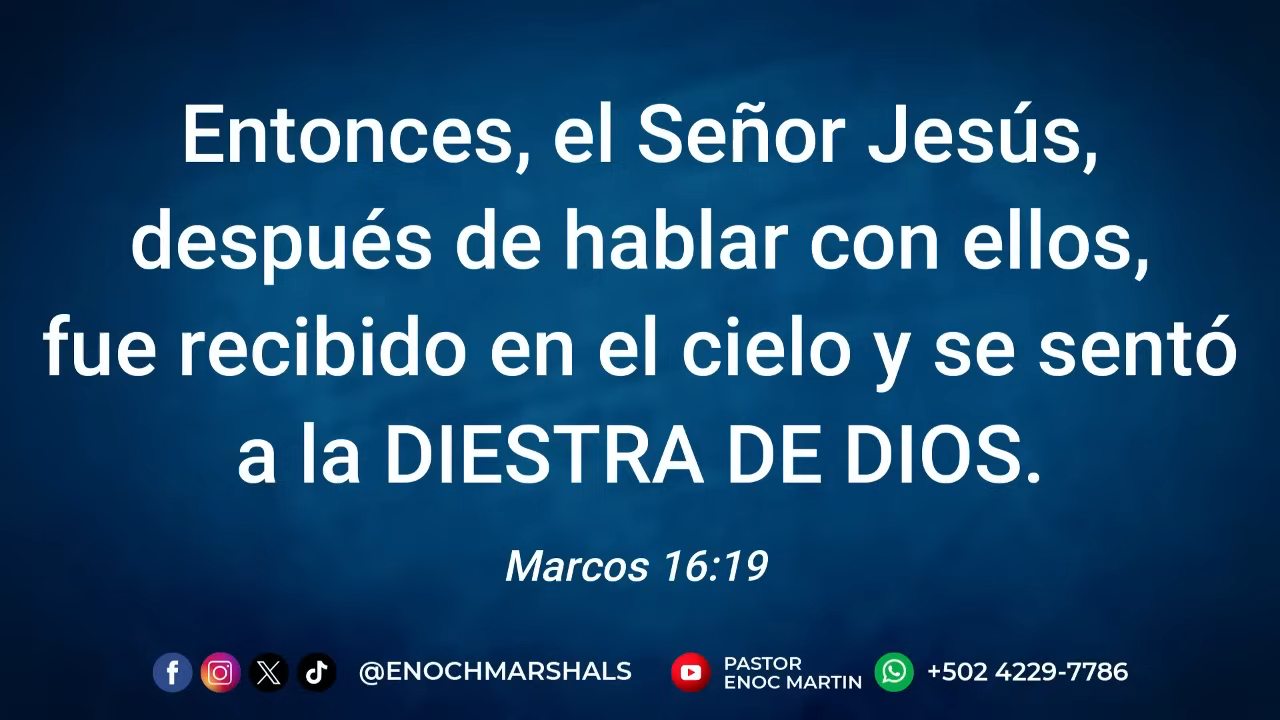 Entonces, el Señor Jesús,
después de hablar con ellos,
fue recibido en el cielo y se sentó
a la DIESTRA DE DIOS.
Marcos 16:19
@ENOCHMARSHALS
PASTOR
ENOC MARTIN
+502 4229-7786